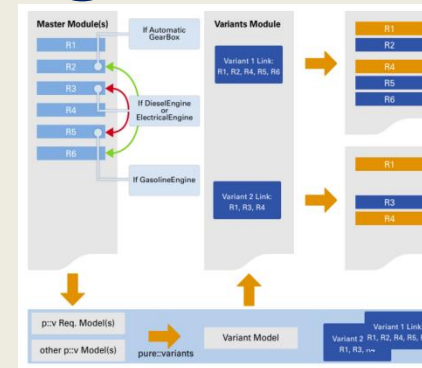 Master Module(s)
R1
R2
R3
R4
R5
R6
If Automatic
GearBox
If DieselEngine
or
ElectricalEngine
If GasolineEngine
Variants Module
Variant 1 Link:
R1, R2, R4, R5, R6
Variant 2 Link:
R1, R3, R4
R1
R2
R4
R5
R6
R1
R3
R4
p::v Req. Model(s)
other p::v Model(s)
pure::variants
Variant Model
Variant 1 Link
R1, R2, R4, R5,
Variant 2
R1, R3,